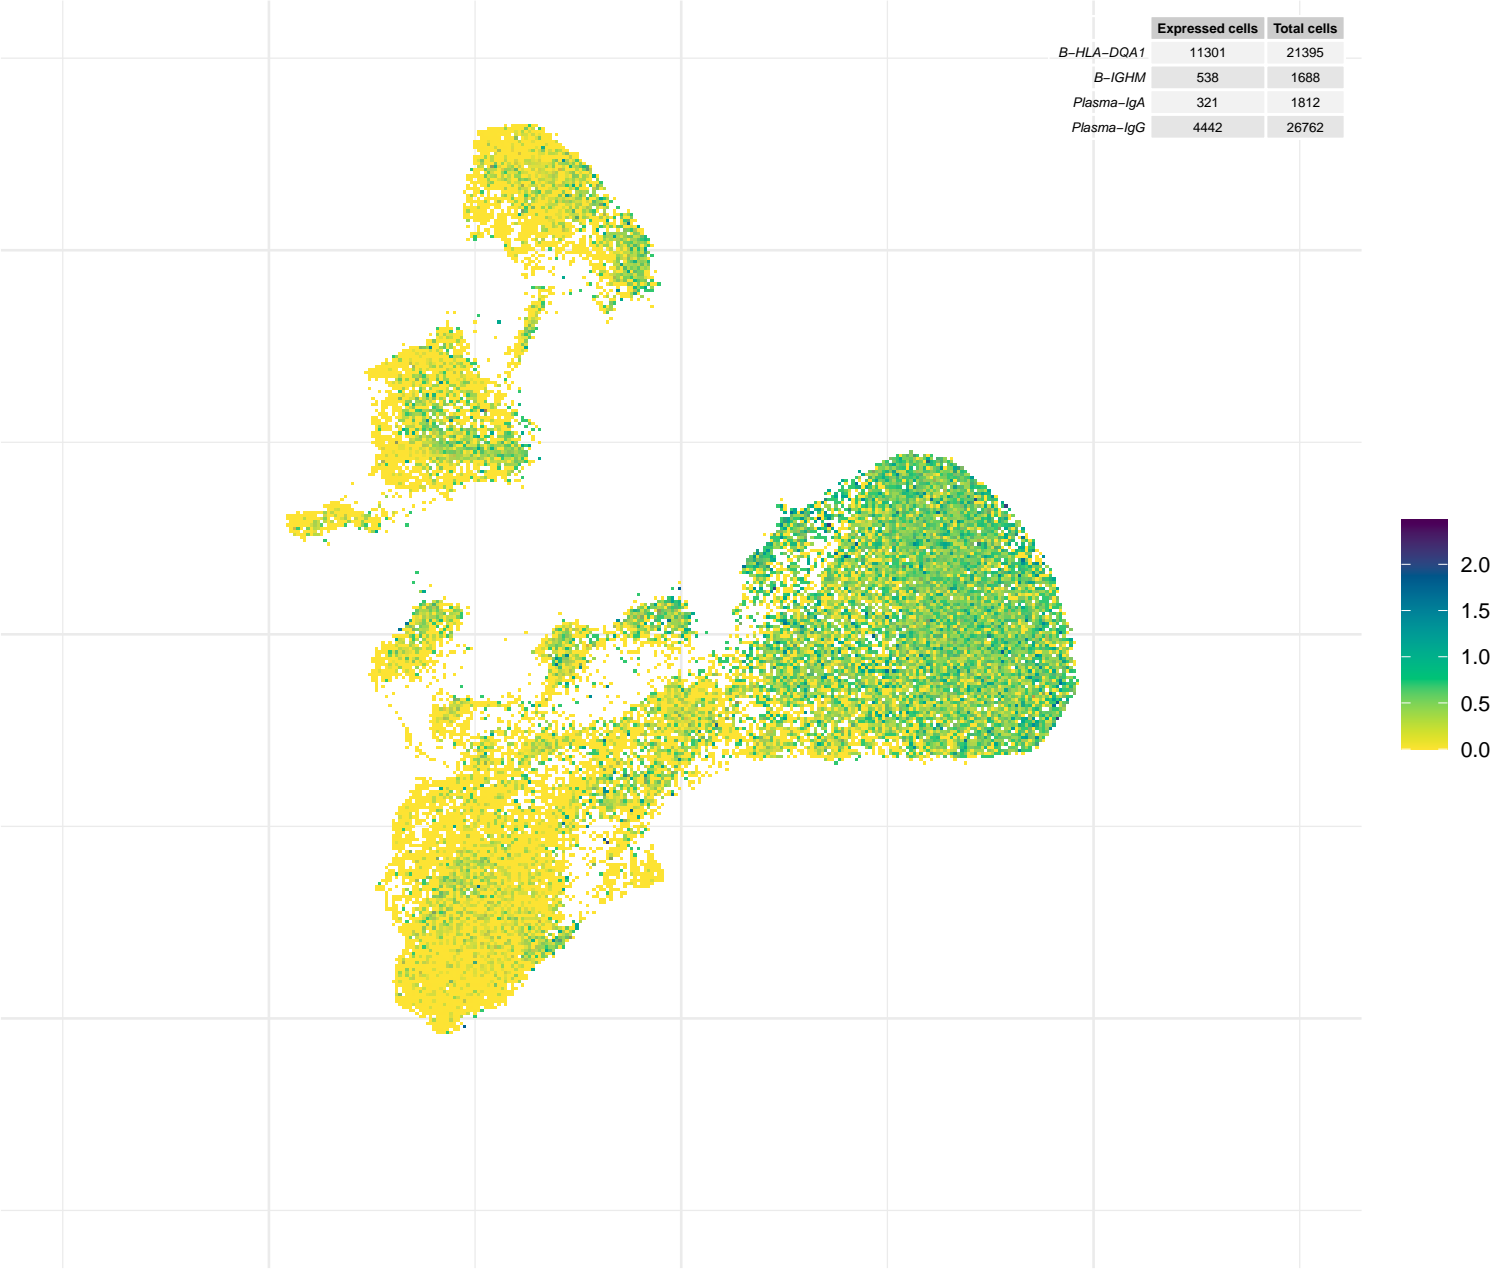 Expressed cells Total cells
B−HLA−DQA1 11301 21395
B−IGHM 538 1688
Plasma−IgA 321 1812
Plasma−IgG 4442 26762
2.0
1.5
1.0
0.5
0.0